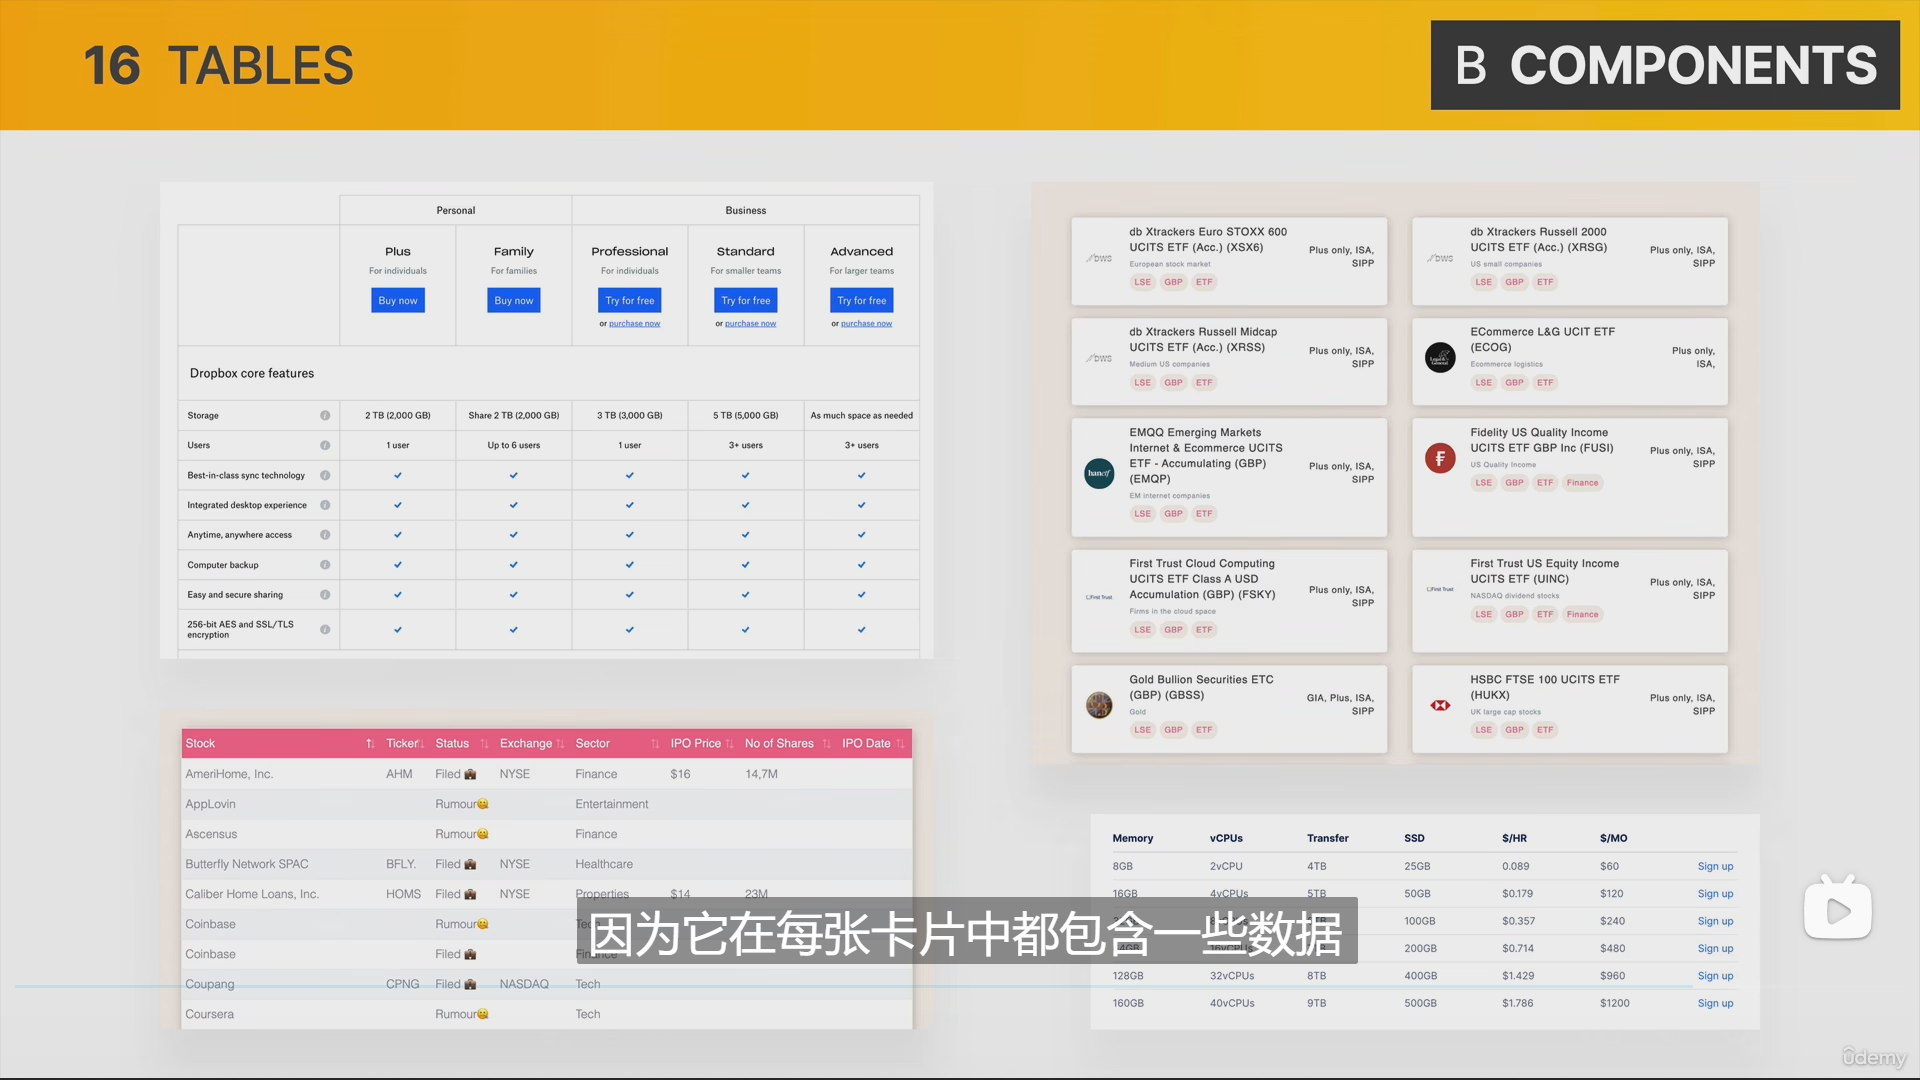 16 TABLES
B COMPONENTS
Personal Business
Plus Family Professional Standard Advanced
For individuals For families For individuals For smaller teams For larger teams
Buy now Buy now Try for free Try for free Try for free
or purchase now or purchase now or purchase now
Dropbox core features
Storage 2 TB (2,000 GB) Share 2 TB (2,000 GB) 3 TB (3,000 GB) 5 TB (5,000 GB) As much space as needed
Users 1 user Up to 6 users 1 user 3+ users 3+ users
Best-in-class sync technology
Integrated desktop experience
Anytime, anywhere access
Computer backup
Easy and secure sharing
256-bit AES and SSL/TLS
encryption
db Xtrackers Euro STOXX 600
UCITS ETF (Acc.) (XSX6)
European stock market
LSE GBP ETF
Plus only, ISA,
SIPP
db Xtrackers Russell 2000
UCITS ETF (Acc.) (XRSG)
US small companies
LSE GBP ETF
Plus only, ISA,
SIPP
db Xtrackers Russell Midcap
UCITS ETF (Acc.) (XRSS)
Medium US companies
LSE GBP ETF
Plus only, ISA,
SIPP
ECommerce L&G UCIT ETF
(ECOG)
Ecommerce logistics
LSE GBP ETF
Plus only,
ISA,
hanetf
EMQQ Emerging Markets
Internet & Ecommerce UCITS
ETF - Accumulating (GBP)
(EMQP)
EM internet companies
LSE GBP ETF
Plus only, ISA,
SIPP
Fidelity US Quality Income
UCITS ETF GBP Inc (FUSI)
US Quality Income
LSE GBP ETF Finance
Plus only, ISA,
SIPP
First Trust
First Trust Cloud Computing
UCITS ETF Class A USD
Accumulation (GBP) (FSKY)
Firms in the cloud space
LSE GBP ETF
Plus only, ISA,
SIPP
First Trust
First Trust US Equity Income
UCITS ETF (UINC)
NASDAQ dividend stocks
LSE GBP ETF Finance
Plus only, ISA,
SIPP
Gold Bullion Securities ETC
(GBP) (GBSS)
Gold
LSE GBP ETF
GIA, Plus, ISA,
SIPP
HSBC FTSE 100 UCITS ETF
(HUKX)
UK large cap stocks
LSE GBP ETF
Plus only, ISA,
SIPP
Stock Ticker Status Exchange Sector IPO Price No of Shares IPO Date
AmeriHome, Inc. AHM Filed NYSE Finance $16 14,7M
AppLovin Rumour Entertainment
Ascensus Rumour Finance
Butterfly Network SPAC BFLY. Filed NYSE Healthcare
Caliber Home Loans, Inc. HOMS Filed NYSE Properties $14 23M
Coinbase Rumour
Coinbase Filed
Coupang CPNG Filed NASDAQ Tech
Coursera Rumour Tech
Memory vCPUs Transfer SSD $/HR $/MO
8GB 2vCPU 4TB 25GB 0.089 $60 Sign up
16GB 4vCPUs 5TB 50GB $0.179 $120 Sign up
100GB $0.357 $240 Sign up
200GB $0.714 $480 Sign up
128GB 32vCPUs 8TB 400GB $1.429 $960 Sign up
160GB 40vCPUs 9TB 500GB $1.786 $1200 Sign up
因为它在每张卡片中都包含一些数据
ûdemy